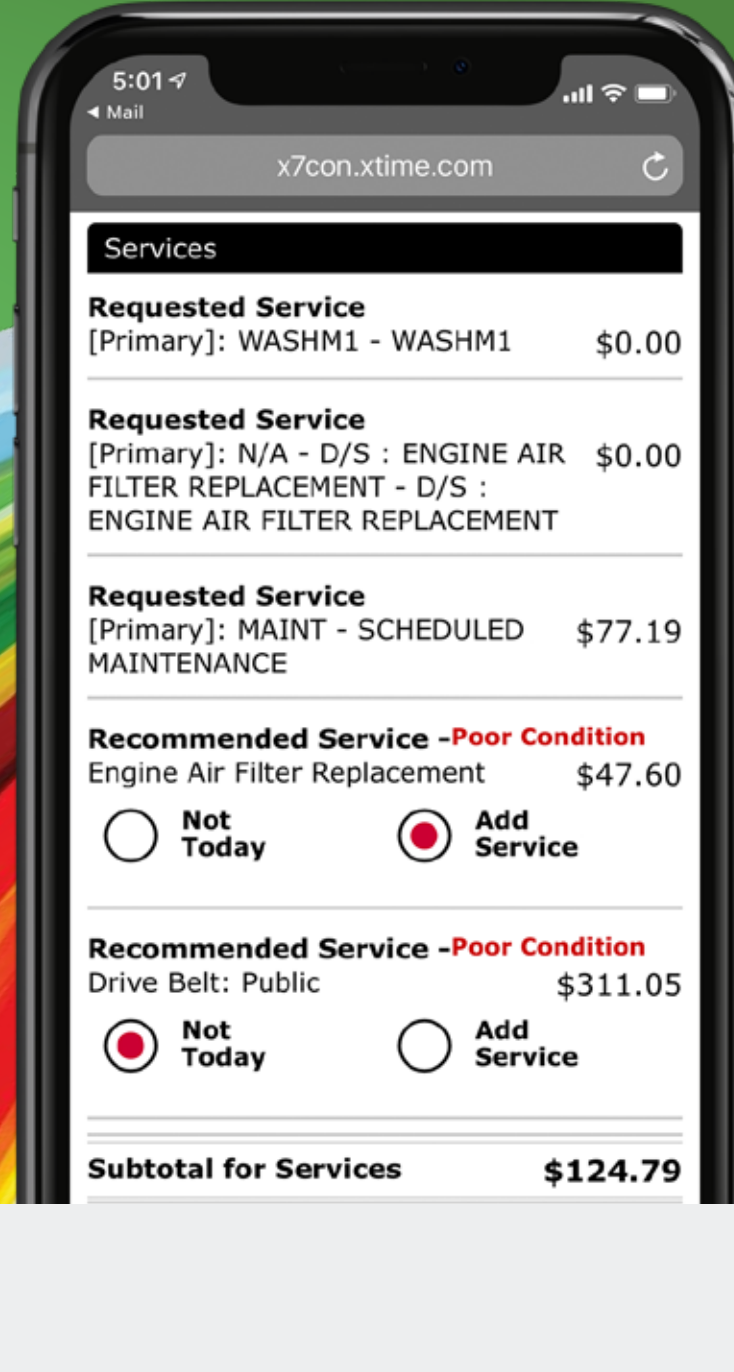 5:01
◀ Mail
x7con.xtime.com
Services
Requested Service
[Primary]: WASHM1 - WASHM1 $0.00
Requested Service
[Primary]: N/A - D/S : ENGINE AIR $0.00
FILTER REPLACEMENT - D/S :
ENGINE AIR FILTER REPLACEMENT
Requested Service
[Primary]: MAINT - SCHEDULED $77.19
MAINTENANCE
Recommended Service -Poor Condition
Engine Air Filter Replacement $47.60
Not Today
Add Service
Recommended Service -Poor Condition
Drive Belt: Public $311.05
Not Today
Add Service
Subtotal for Services $124.79